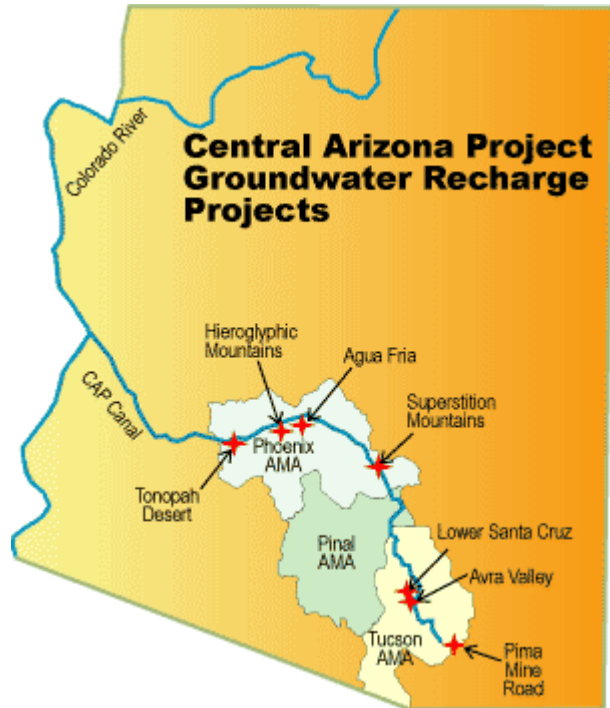 Central Arizona Project
Groundwater Recharge
Projects
Colorado River
Hieroglyphic
Mountains
Agua Fria
CAP Canal
Superstition
Mountains
Phoenix
AMA
Tonopah
Desert
Pinal
AMA
Lower Santa Cruz
Avra Valley
Tucson
AMA
Pima
Mine
Road